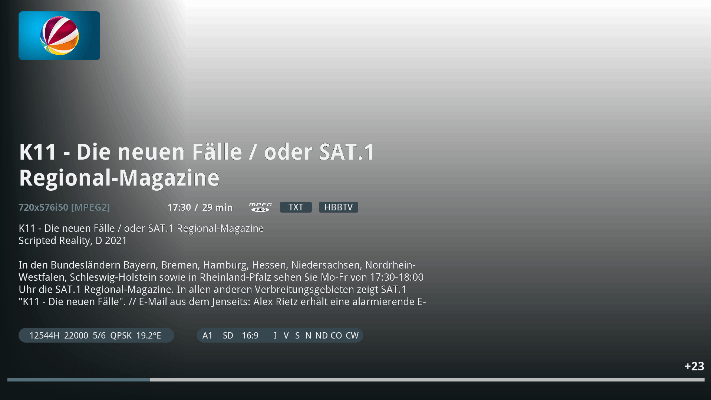 K11 - Die neuen Fälle / oder SAT.1
Regional-Magazine
720x576i50 [MPEG2]
17:30 / 29 min
TXT
HBBTV
K11 - Die neuen Fälle / oder SAT.1 Regional-Magazine
Scripted Reality, D 2021
In den Bundesländern Bayern, Bremen, Hamburg, Hessen, Niedersachsen, Nordrhein-
Westfalen, Schleswig-Holstein sowie in Rheinland-Pfalz sehen Sie Mo-Fr von 17:30-18:00
Uhr die SAT.1 Regional-Magazine. In allen anderen Verbreitungsgebieten zeigt SAT.1
"K11 - Die neuen Fälle". // E-Mail aus dem Jenseits: Alex Rietz erhält eine alarmierende E-
12544H 22000 5/6 QPSK 19.2°E
A1 SD 16:9 I V S N ND CO CW
+23